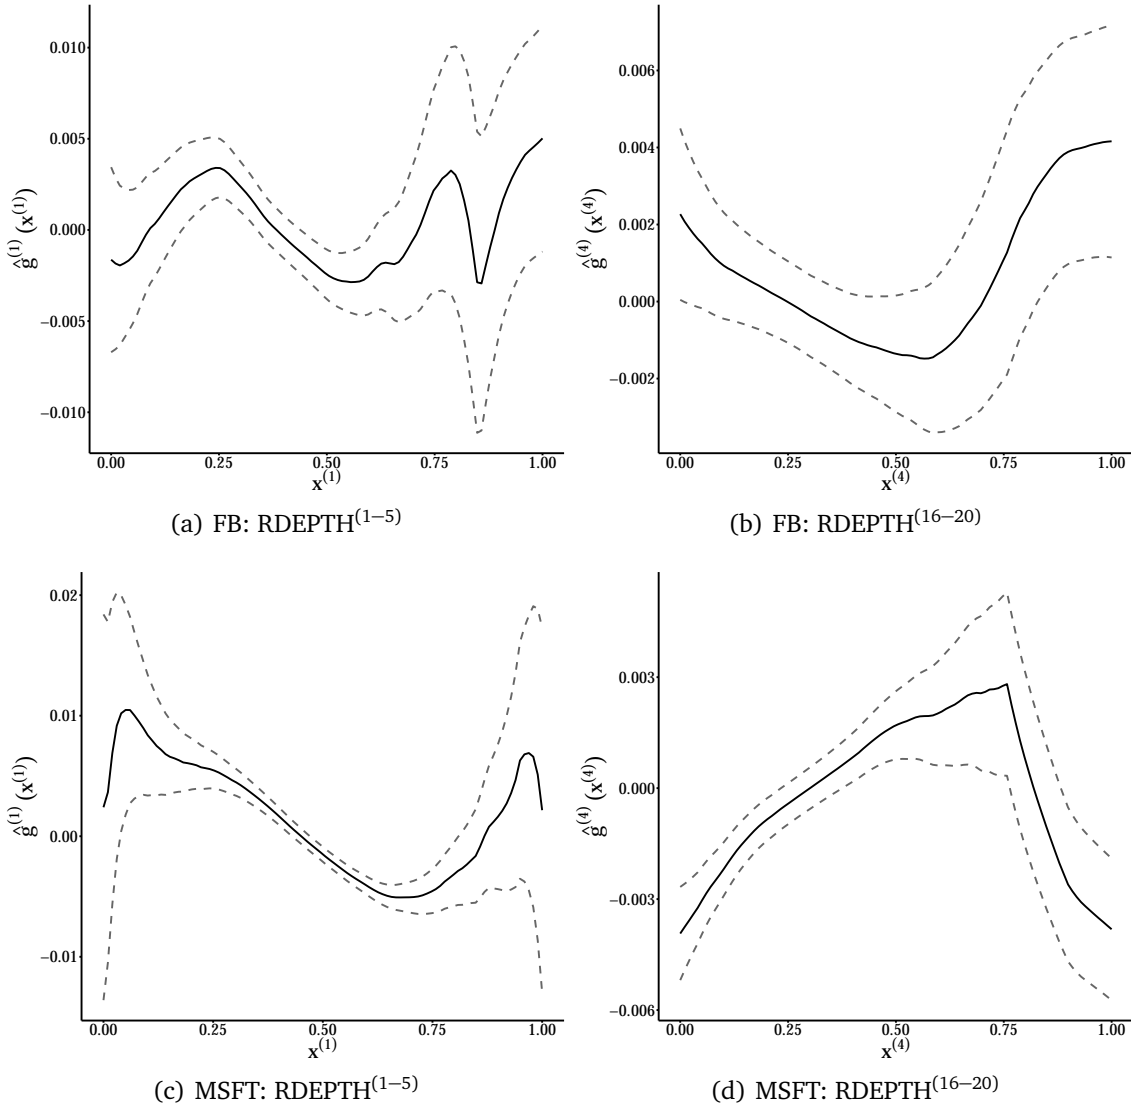 0.010
0.005
0.000
−0.005
−0.010
ĝ⁽¹⁾ (x⁽¹⁾)
0.00 0.25 0.50 0.75 1.00
x⁽¹⁾
(a) FB: RDEPTH⁽¹⁻⁵⁾
0.006
0.004
0.002
0.000
−0.002
ĝ⁽⁴⁾ (x⁽⁴⁾)
0.00 0.25 0.50 0.75 1.00
x⁽⁴⁾
(b) FB: RDEPTH⁽¹⁶⁻²⁰⁾
0.02
0.01
0.00
−0.01
ĝ⁽¹⁾ (x⁽¹⁾)
0.00 0.25 0.50 0.75 1.00
x⁽¹⁾
(c) MSFT: RDEPTH⁽¹⁻⁵⁾
0.003
0.000
−0.003
−0.006
ĝ⁽⁴⁾ (x⁽⁴⁾)
0.00 0.25 0.50 0.75 1.00
x⁽⁴⁾
(d) MSFT: RDEPTH⁽¹⁶⁻²⁰⁾